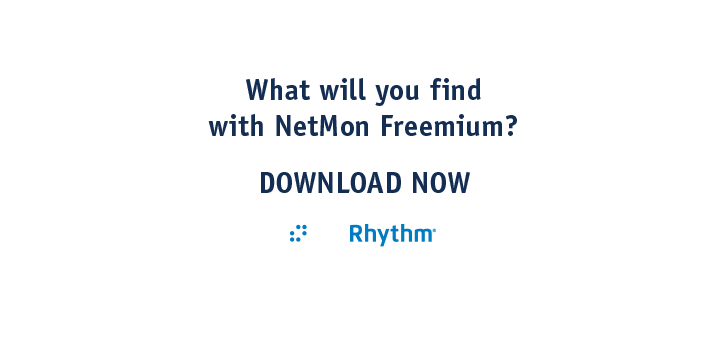 What will you find
with NetMon Freemium?
DOWNLOAD NOW
Rhythm®